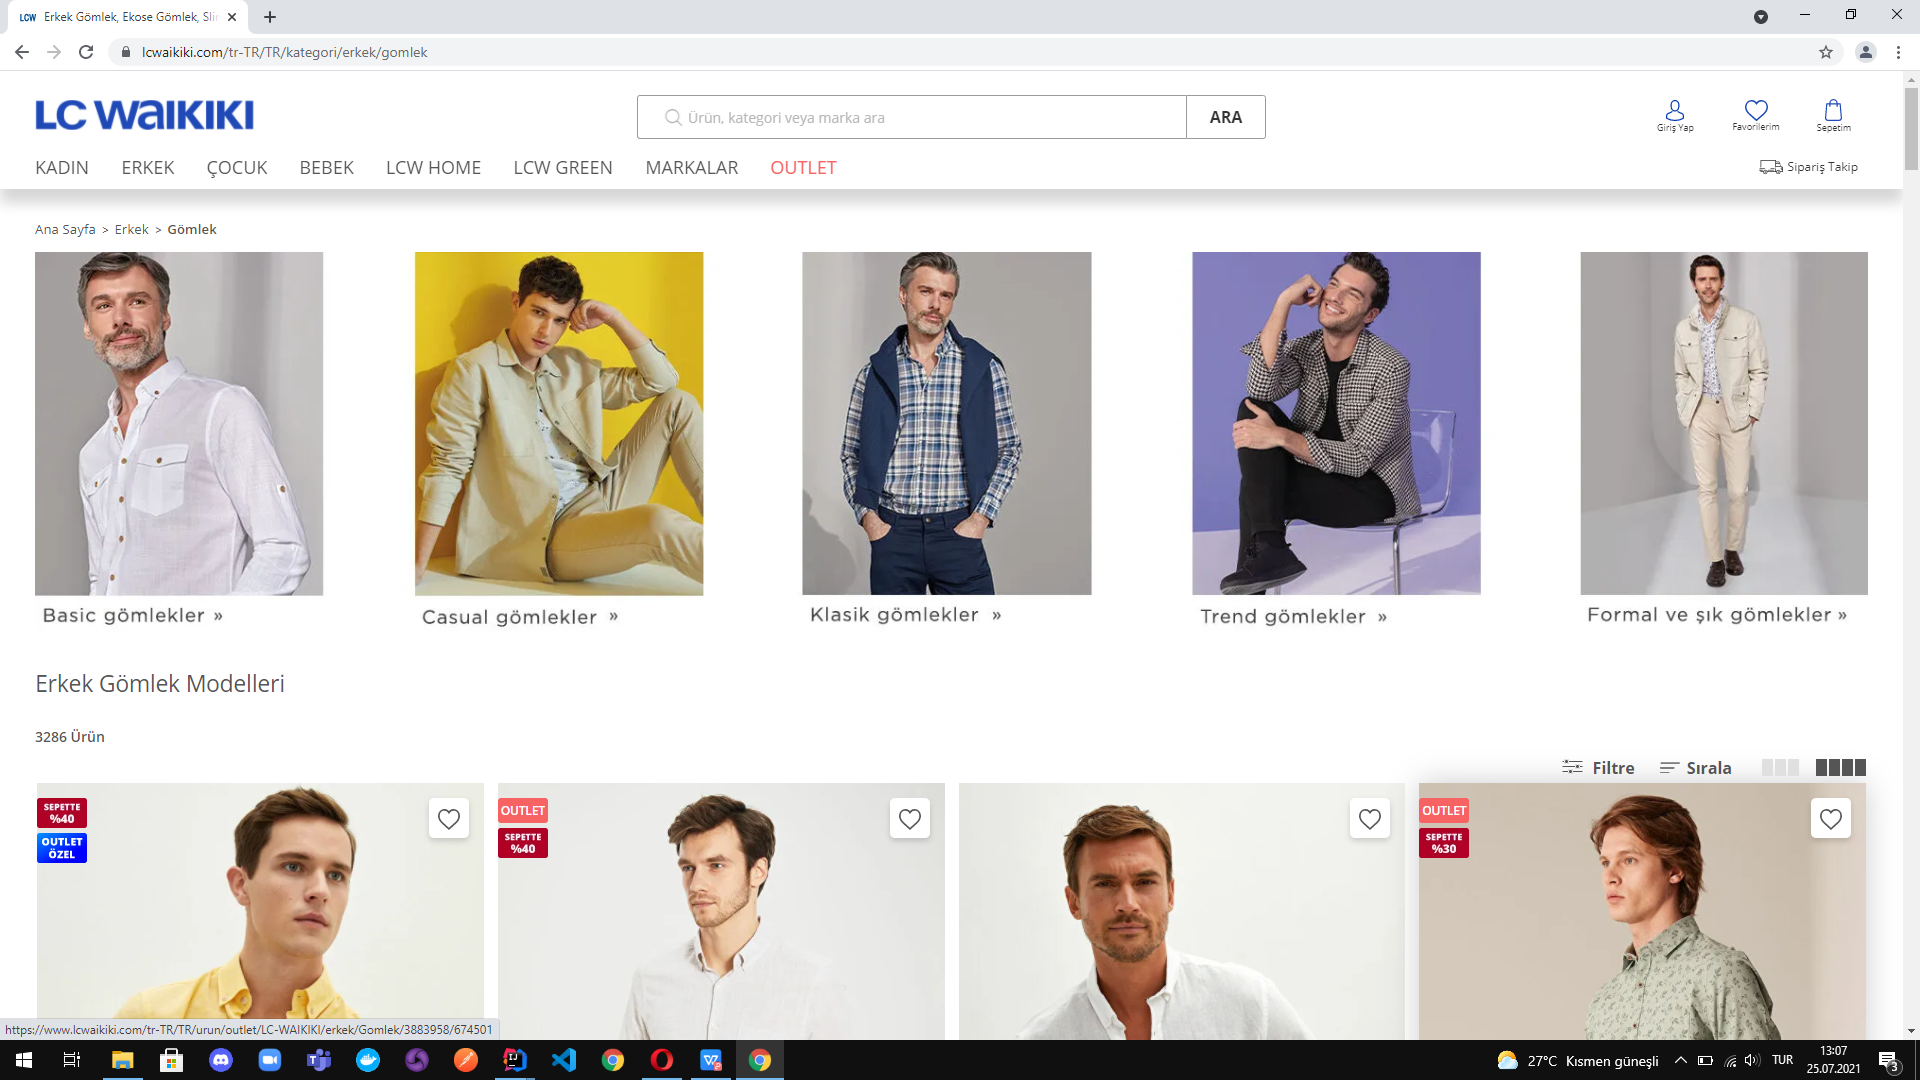 LCW Erkek Gömlek, Ekose Gömlek, Sli
lcwaikiki.com/tr-TR/TR/kategori/erkek/gomlek
LC WAIKIKI
Ürün, kategori veya marka ara
ARA
Giriş Yap
Favorilerim
Sepetim
KADIN ERKEK ÇOCUK BEBEK LCW HOME LCW GREEN MARKALAR OUTLET
Sipariş Takip
Ana Sayfa > Erkek > Gömlek
Basic gömlekler »
Casual gömlekler »
Klasik gömlekler »
Trend gömlekler »
Formal ve şık gömlekler »
Erkek Gömlek Modelleri
3286 Ürün
Filtre
Sırala
SEPETTE
%40
OUTLET
ÖZEL
OUTLET
SEPETTE
%40
OUTLET
SEPETTE
%30
https://www.lcwaikiki.com/tr-TR/TR/urun/outlet/LC-WAIKIKI/erkek/Gomlek/3883958/674501
27°C Kısmen güneşli
TUR
13:07
25.07.2021
3